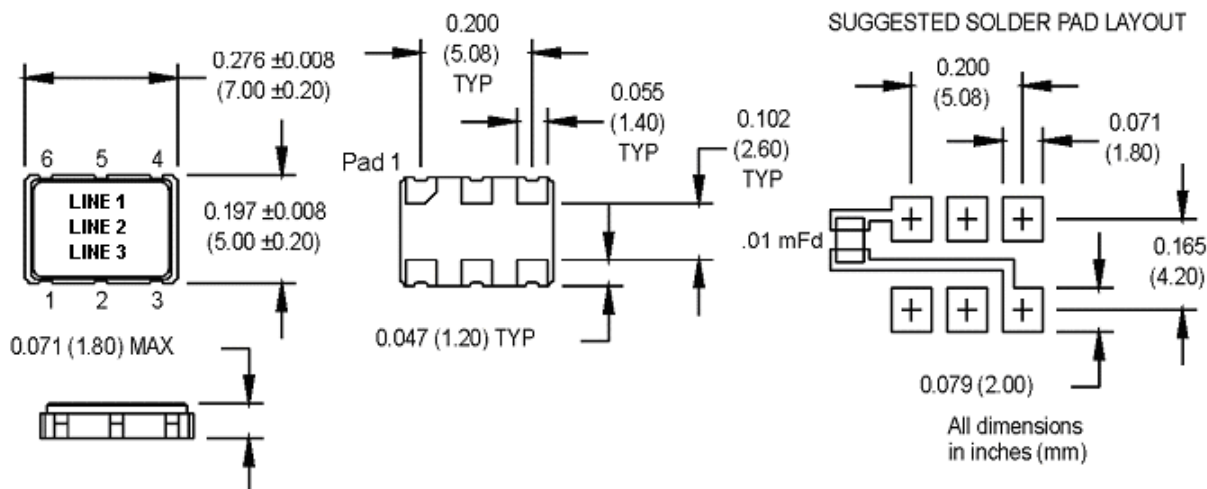 0.276 ±0.008
(7.00 ±0.20)
6 5 4
LINE 1
LINE 2
LINE 3
1 2 3
0.197 ±0.008
(5.00 ±0.20)
0.071 (1.80) MAX
0.200
(5.08)
TYP
0.055
(1.40)
TYP
0.102
(2.60)
TYP
Pad 1
0.047 (1.20) TYP
SUGGESTED SOLDER PAD LAYOUT
0.200
(5.08)
0.071
(1.80)
.01 mFd
0.165
(4.20)
0.079 (2.00)
All dimensions
in inches (mm)